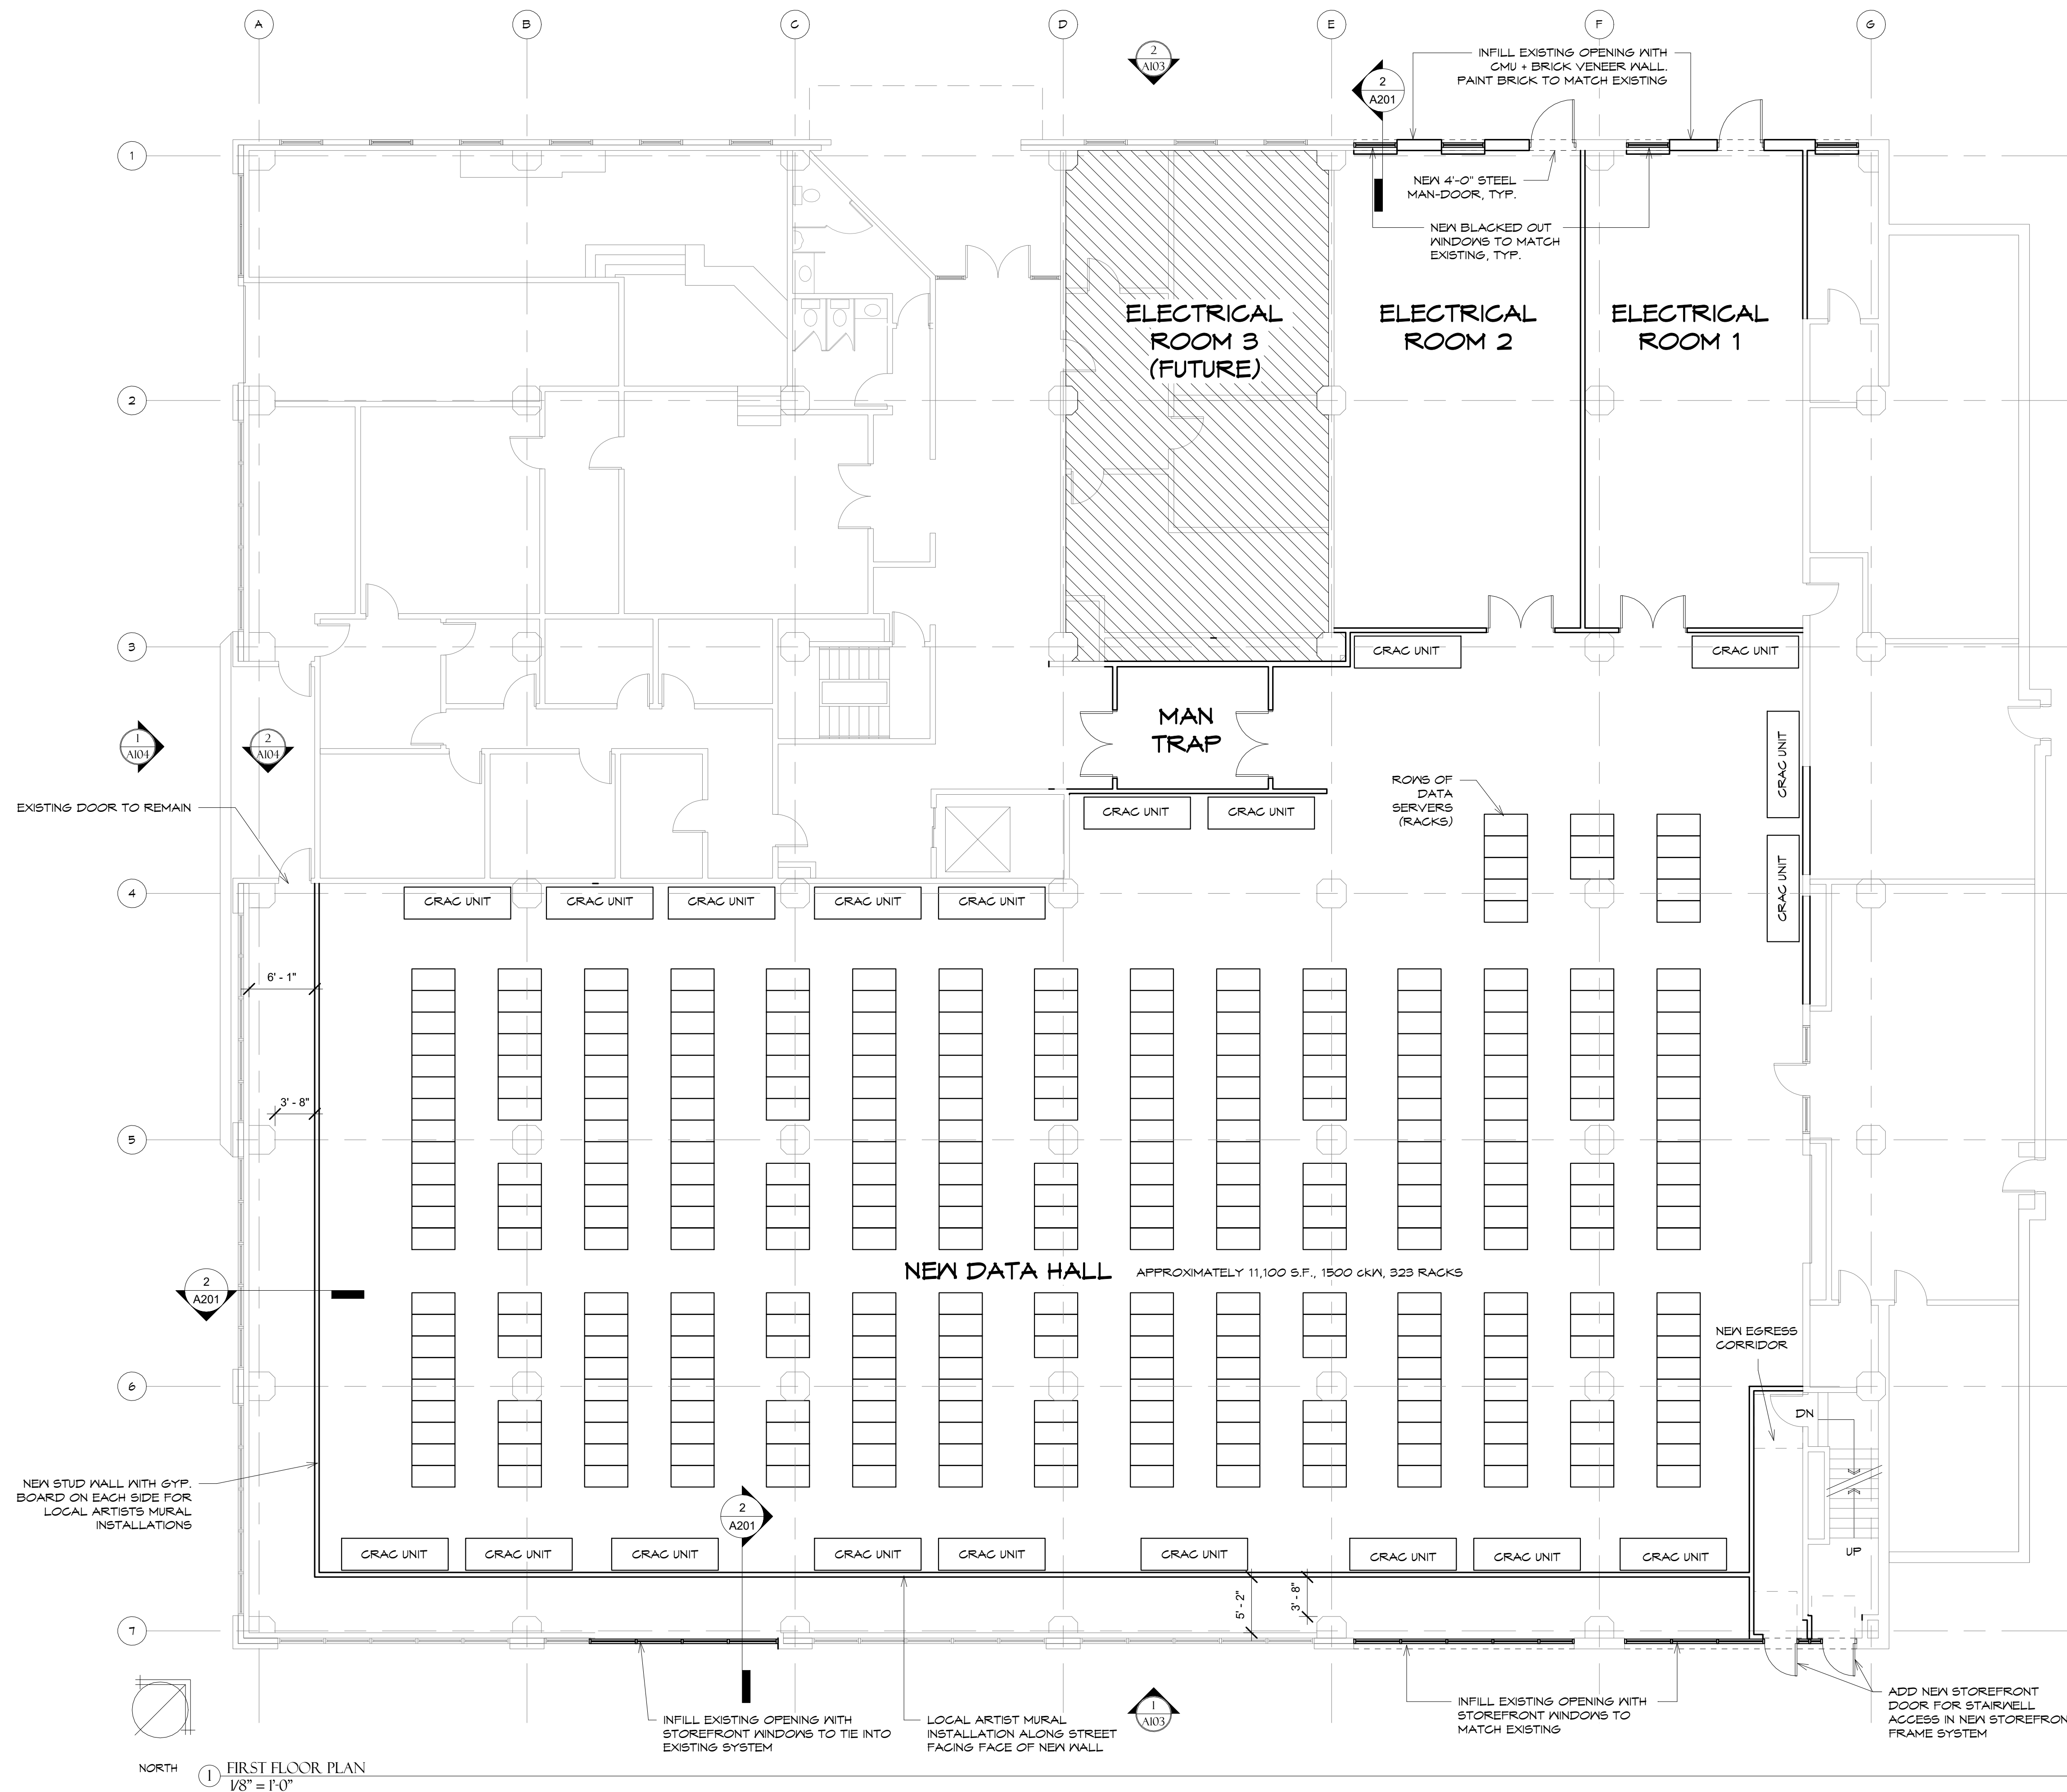 A
B
C
D
E
F
G
2
A103
INFILL EXISTING OPENING WITH
CMU + BRICK VENEER WALL.
PAINT BRICK TO MATCH EXISTING
2
A201
1
NEW 4'-0" STEEL
MAN-DOOR, TYP.
NEW BLACKED OUT
WINDOWS TO MATCH
EXISTING, TYP.
ELECTRICAL
ROOM 3
(FUTURE)
ELECTRICAL
ROOM 2
ELECTRICAL
ROOM 1
2
3
CRAC UNIT
CRAC UNIT
MAN
TRAP
1
A104
2
A104
CRAC UNIT
ROWS OF
DATA
SERVERS
(RACKS)
EXISTING DOOR TO REMAIN
CRAC UNIT
CRAC UNIT
CRAC UNIT
4
CRAC UNIT
CRAC UNIT
CRAC UNIT
CRAC UNIT
CRAC UNIT
6' - 1"
3' - 8"
5
NEW DATA HALL
APPROXIMATELY 11,100 S.F., 1500 ckW, 323 RACKS
2
A201
NEW EGRESS
CORRIDOR
6
DN
NEW STUD WALL WITH GYP.
BOARD ON EACH SIDE FOR
LOCAL ARTISTS MURAL
INSTALLATIONS
2
A201
UP
CRAC UNIT
CRAC UNIT
CRAC UNIT
CRAC UNIT
CRAC UNIT
CRAC UNIT
CRAC UNIT
CRAC UNIT
CRAC UNIT
5' - 2"
3' - 8"
7
INFILL EXISTING OPENING WITH
STOREFRONT WINDOWS TO TIE INTO
EXISTING SYSTEM
LOCAL ARTIST MURAL
INSTALLATION ALONG STREET
FACING FACE OF NEW WALL
1
A103
INFILL EXISTING OPENING WITH
STOREFRONT WINDOWS TO
MATCH EXISTING
ADD NEW STOREFRONT
DOOR FOR STAIRWELL
ACCESS IN NEW STOREFRON
FRAME SYSTEM
NORTH
1
FIRST FLOOR PLAN
1/8" = 1'-0"